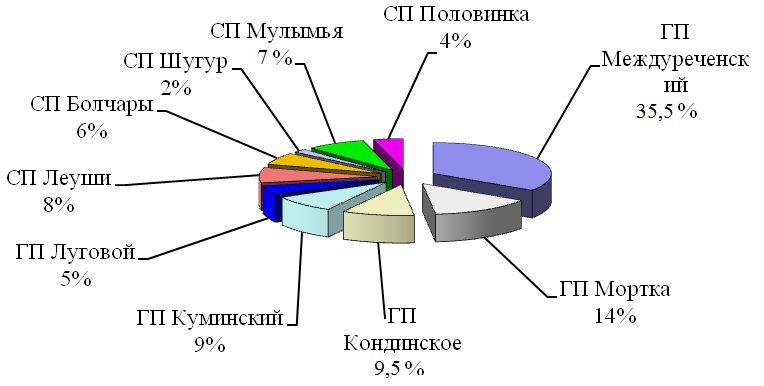 СП Половинка
4%
ГП
Междуреченск
ий
35,5 %
ГП Мортка
14%
ГП
Кондинское
9,5 %
ГП Куминский
9%
ГП Луговой
5%
СП Леуши
8%
СП Болчары
6%
СП Шугур
2%
СП Мулымья
7 %